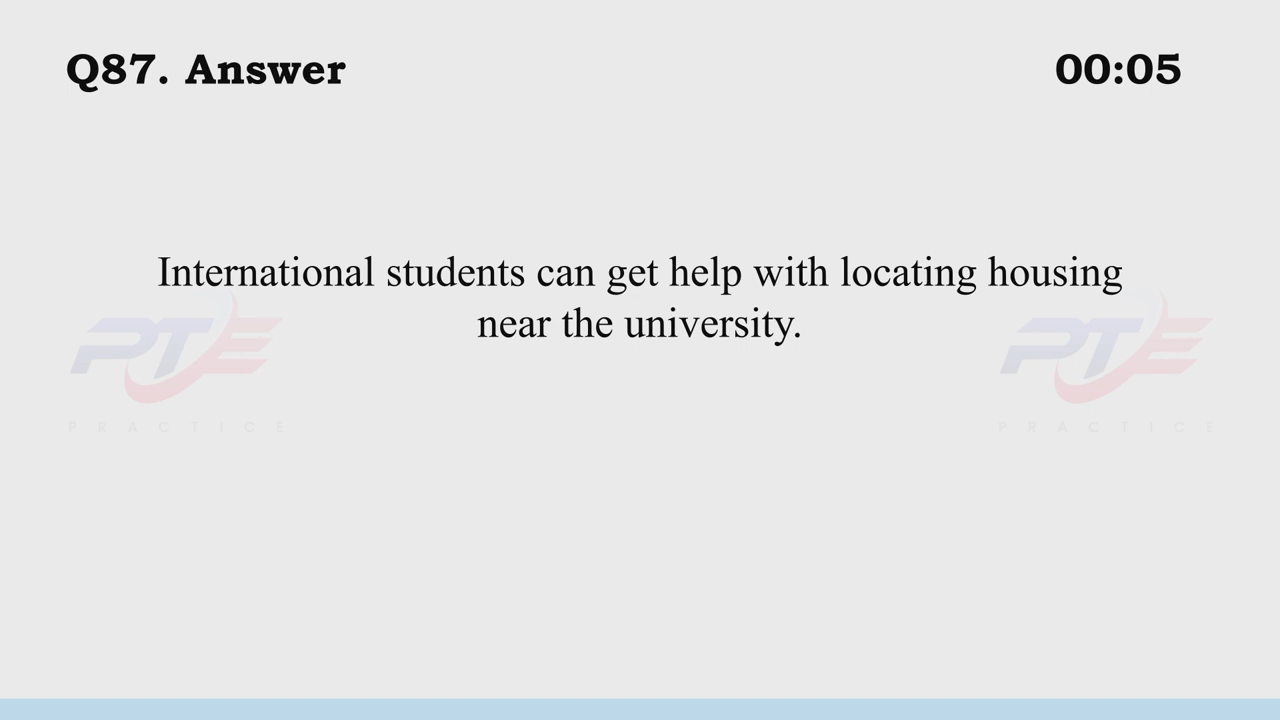 Q87. Answer
00:05
International students can get help with locating housing
near the university.
PTE
PRACTICE
PTE
PRACTICE